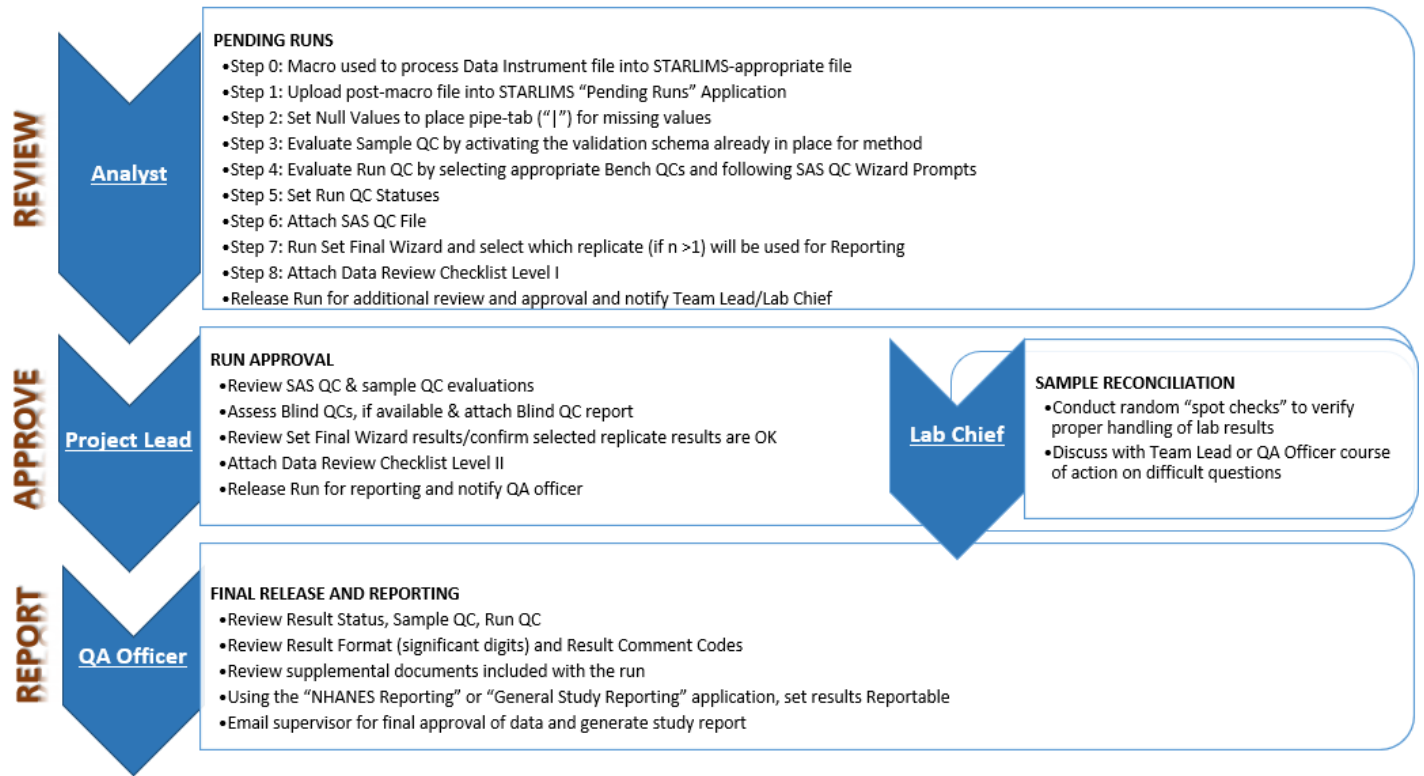 REVIEW
Analyst
PENDING RUNS
•Step 0: Macro used to process Data Instrument file into STARLIMS-appropriate file
•Step 1: Upload post-macro file into STARLIMS “Pending Runs” Application
•Step 2: Set Null Values to place pipe-tab (“|”) for missing values
•Step 3: Evaluate Sample QC by activating the validation schema already in place for method
•Step 4: Evaluate Run QC by selecting appropriate Bench QCs and following SAS QC Wizard Prompts
•Step 5: Set Run QC Statuses
•Step 6: Attach SAS QC File
•Step 7: Run Set Final Wizard and select which replicate (if n >1) will be used for Reporting
•Step 8: Attach Data Review Checklist Level I
•Release Run for additional review and approval and notify Team Lead/Lab Chief
APPROVE
Project Lead
RUN APPROVAL
•Review SAS QC & sample QC evaluations
•Assess Blind QCs, if available & attach Blind QC report
•Review Set Final Wizard results/confirm selected replicate results are OK
•Attach Data Review Checklist Level II
•Release Run for reporting and notify QA officer
Lab Chief
SAMPLE RECONCILIATION
•Conduct random “spot checks” to verify
proper handling of lab results
•Discuss with Team Lead or QA Officer course
of action on difficult questions
REPORT
QA Officer
FINAL RELEASE AND REPORTING
•Review Result Status, Sample QC, Run QC
•Review Result Format (significant digits) and Result Comment Codes
•Review supplemental documents included with the run
•Using the “NHANES Reporting” or “General Study Reporting” application, set results Reportable
•Email supervisor for final approval of data and generate study report